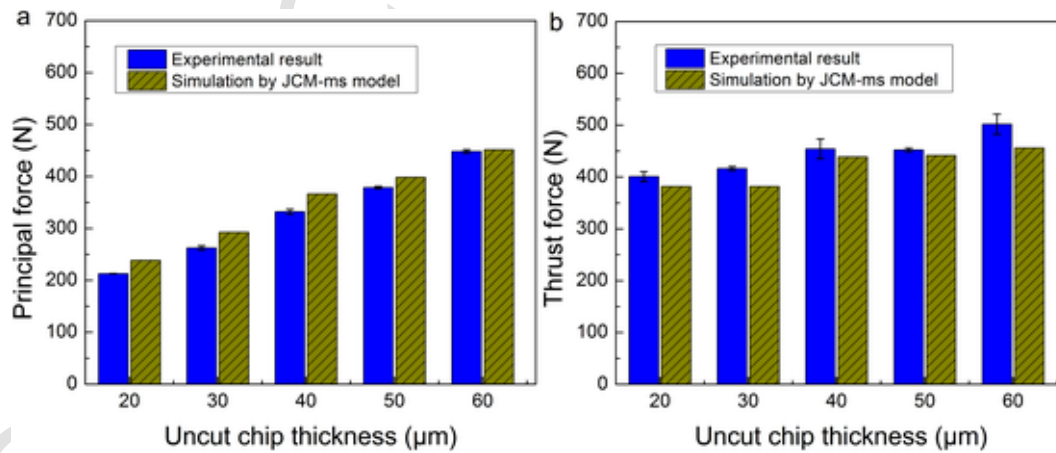 a
700
600
500
400
300
200
100
0
Principal force (N)
Experimental result
Simulation by JCM-ms model
20 30 40 50 60
Uncut chip thickness (µm)
b
700
600
500
400
300
200
100
0
Thrust force (N)
Experimental result
Simulation by JCM-ms model
20 30 40 50 60
Uncut chip thickness (µm)